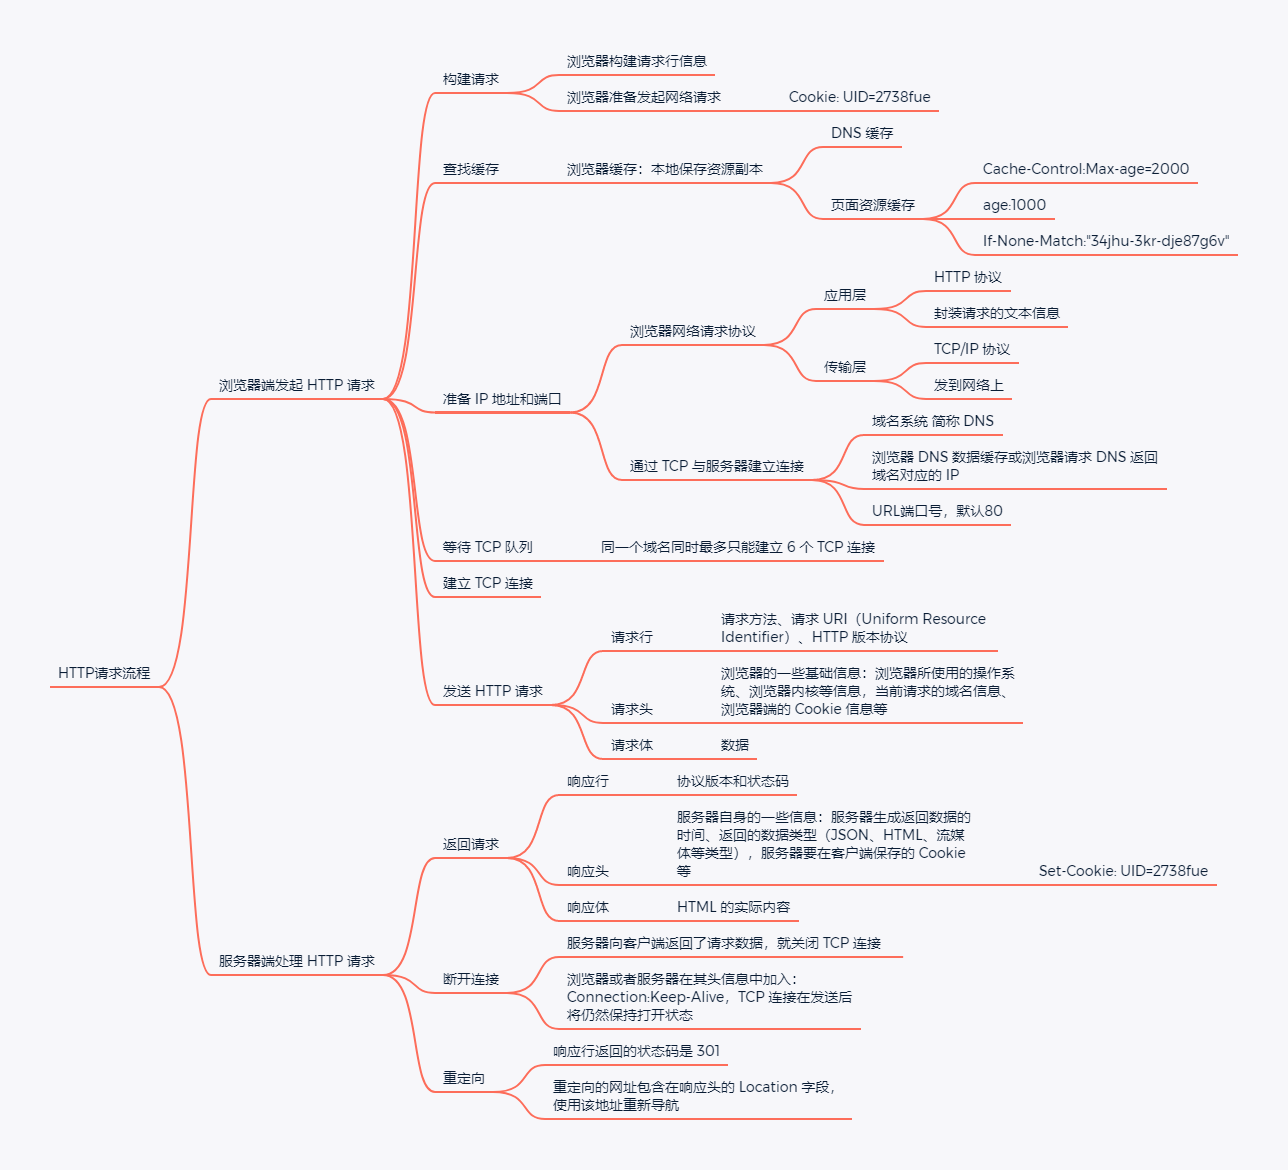 HTTP请求流程
浏览器端发起 HTTP 请求
构建请求
浏览器构建请求行信息
浏览器准备发起网络请求
Cookie: UID=2738fue
查找缓存
浏览器缓存：本地保存资源副本
DNS 缓存
页面资源缓存
Cache-Control:Max-age=2000
age:1000
If-None-Match:"34jhu-3kr-dje87g6v"
准备 IP 地址和端口
浏览器网络请求协议
应用层
HTTP 协议
封装请求的文本信息
传输层
TCP/IP 协议
发到网络上
通过 TCP 与服务器建立连接
域名系统 简称 DNS
浏览器 DNS 数据缓存或浏览器请求 DNS 返回
域名对应的 IP
URL端口号，默认80
等待 TCP 队列
同一个域名同时最多只能建立 6 个 TCP 连接
建立 TCP 连接
发送 HTTP 请求
请求行
请求方法、请求 URI（Uniform Resource
Identifier）、HTTP 版本协议
请求头
浏览器的一些基础信息：浏览器所使用的操作系
统、浏览器内核等信息，当前请求的域名信息、
浏览器端的 Cookie 信息等
请求体
数据
服务器端处理 HTTP 请求
返回请求
响应行
协议版本和状态码
响应头
服务器自身的一些信息：服务器生成返回数据的
时间、返回的数据类型（JSON、HTML、流媒
体等类型），服务器要在客户端保存的 Cookie
等
Set-Cookie: UID=2738fue
响应体
HTML 的实际内容
断开连接
服务器向客户端返回了请求数据，就关闭 TCP 连接
浏览器或者服务器在其头信息中加入：
Connection:Keep-Alive，TCP 连接在发送后
将仍然保持打开状态
重定向
响应行返回的状态码是 301
重定向的网址包含在响应头的 Location 字段，
使用该地址重新导航